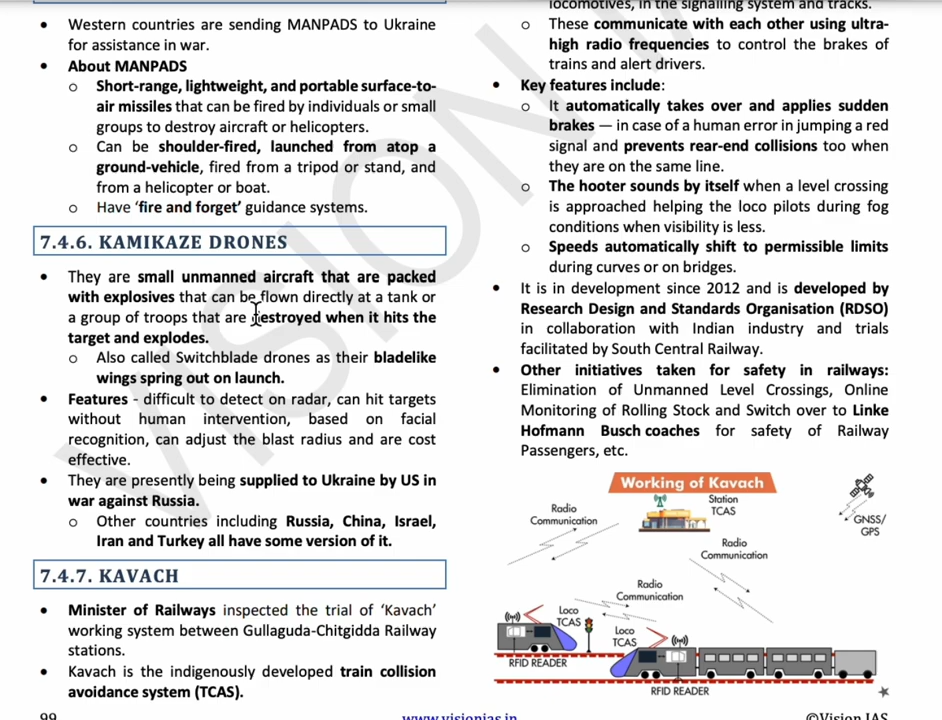 • Western countries are sending MANPADS to Ukraine
for assistance in war.
• About MANPADS
o Short-range, lightweight, and portable surface-to-
air missiles that can be fired by individuals or small
groups to destroy aircraft or helicopters.
o Can be shoulder-fired, launched from atop a
ground-vehicle, fired from a tripod or stand, and
from a helicopter or boat.
o Have ‘fire and forget’ guidance systems.
7.4.6. KAMIKAZE DRONES
• They are small unmanned aircraft that are packed
with explosives that can be flown directly at a tank or
a group of troops that are destroyed when it hits the
target and explodes.
o Also called Switchblade drones as their bladelike
wings spring out on launch.
• Features - difficult to detect on radar, can hit targets
without human intervention, based on facial
recognition, can adjust the blast radius and are cost
effective.
• They are presently being supplied to Ukraine by US in
war against Russia.
o Other countries including Russia, China, Israel,
Iran and Turkey all have some version of it.
7.4.7. KAVACH
• Minister of Railways inspected the trial of ‘Kavach’
working system between Gullaguda-Chitgidda Railway
stations.
• Kavach is the indigenously developed train collision
avoidance system (TCAS).
locomotives, in the signalling system and tracks.
o These communicate with each other using ultra-
high radio frequencies to control the brakes of
trains and alert drivers.
• Key features include:
o It automatically takes over and applies sudden
brakes — in case of a human error in jumping a red
signal and prevents rear-end collisions too when
they are on the same line.
o The hooter sounds by itself when a level crossing
is approached helping the loco pilots during fog
conditions when visibility is less.
o Speeds automatically shift to permissible limits
during curves or on bridges.
• It is in development since 2012 and is developed by
Research Design and Standards Organisation (RDSO)
in collaboration with Indian industry and trials
facilitated by South Central Railway.
• Other initiatives taken for safety in railways:
Elimination of Unmanned Level Crossings, Online
Monitoring of Rolling Stock and Switch over to Linke
Hofmann Busch coaches for safety of Railway
Passengers, etc.
Working of Kavach
Station
TCAS
Radio
Communication
GNSS/
GPS
Radio
Communication
Radio
Communication
Loco
TCAS
Loco
TCAS
RFID READER
RFID READER
99
www.visionias.in
©Vision IAS
VISION IA